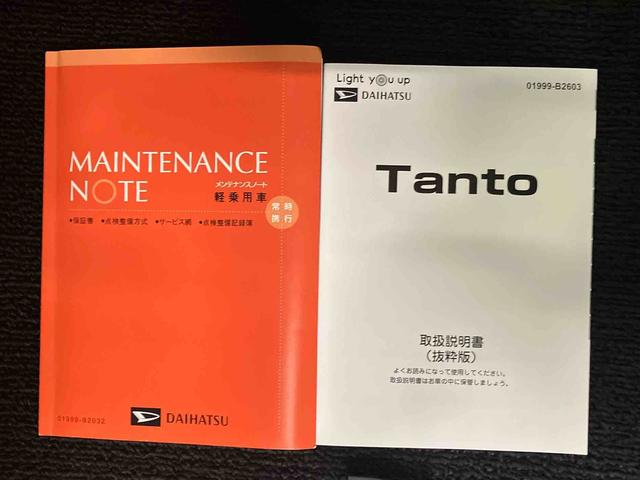 MAINTENANCE
NOTE
メンテナンスノート
軽乗用車
常時
携行
●保証書 ●点検整備方式 ●サービス網 ●点検整備記録簿
01999-B2032
DAIHATSU
Light you up
DAIHATSU
01999-B2603
Tanto
取扱説明書
(抜粋版)
よくお読みになって使用してください。
取扱説明書はお車の中に保管しましょう。